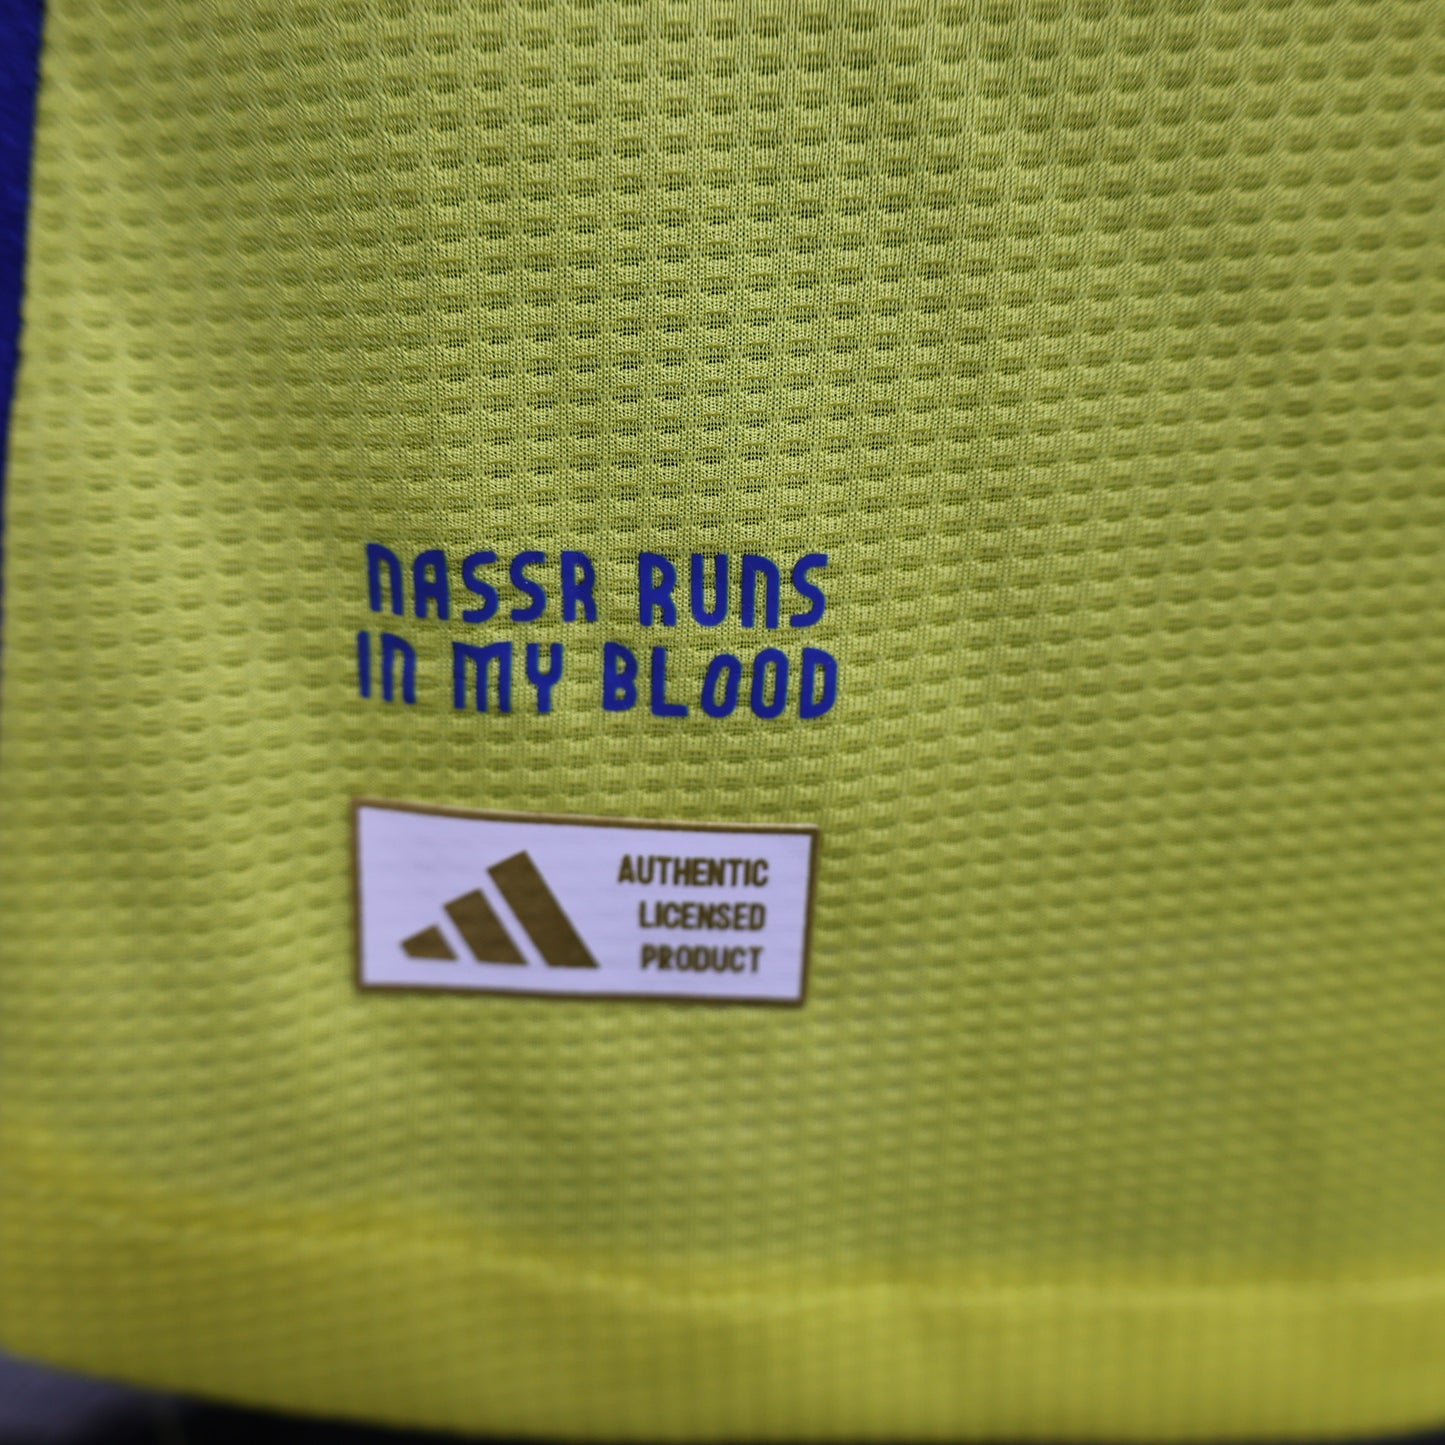 NASSR RUNS
IN MY BLOOD
AUTHENTIC
LICENSED
PRODUCT